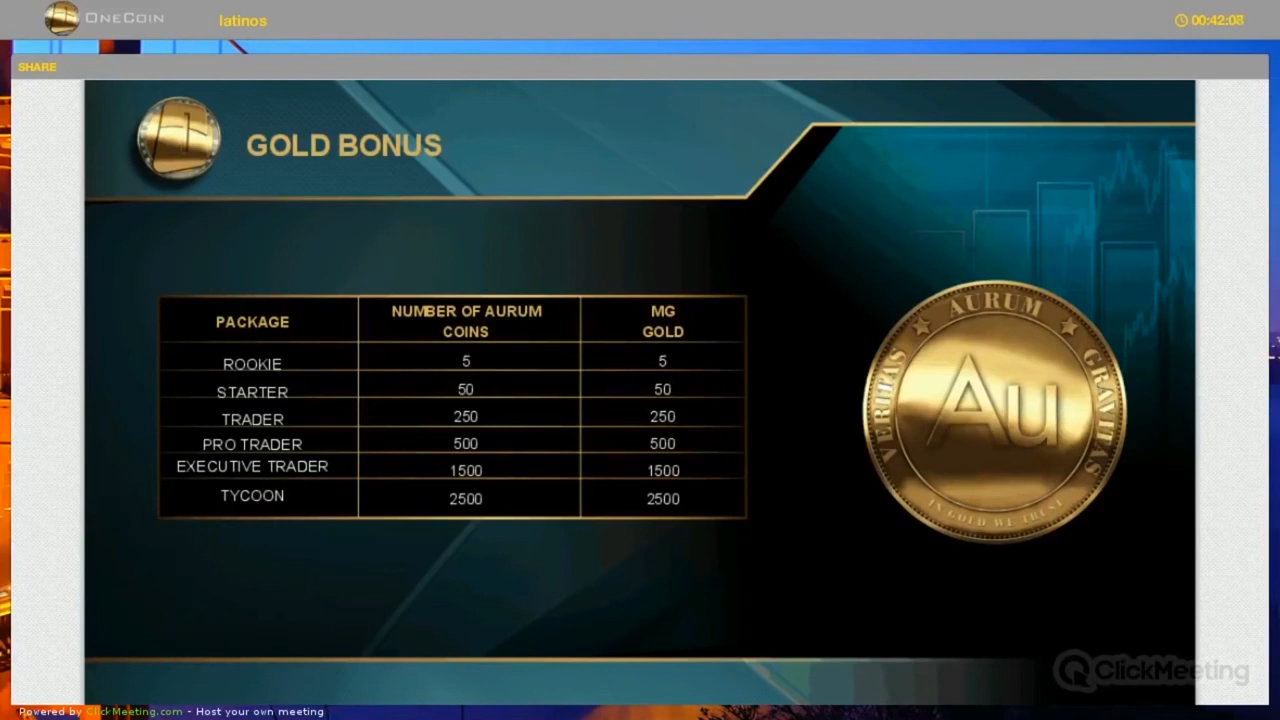 ONECOIN
latinos
00:42:08
SHARE
GOLD BONUS
PACKAGE NUMBER OF AURUM COINS MG GOLD
ROOKIE 5 5
STARTER 50 50
TRADER 250 250
PRO TRADER 500 500
EXECUTIVE TRADER 1500 1500
TYCOON 2500 2500
AURUM
VERITAS
GRAVITAS
Au
IN GOLD WE TRUST
ClickMeeting
Powered by ClickMeeting.com - Host your own meeting